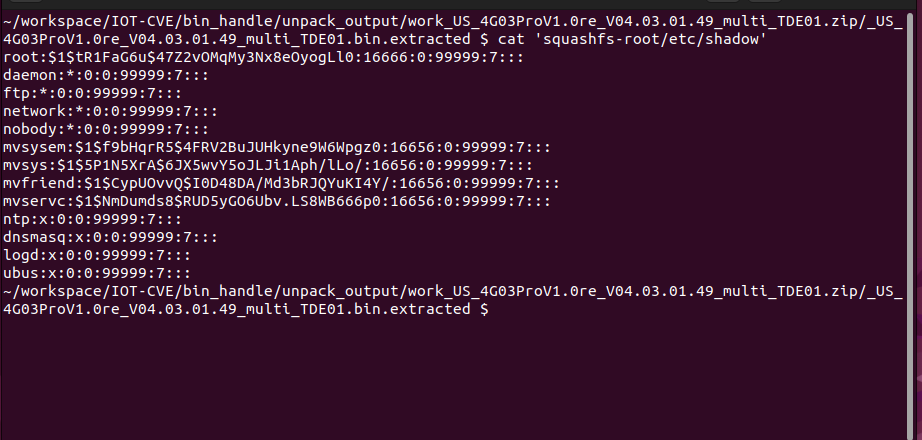 ~/workspace/IOT-CVE/bin_handle/unpack_output/work_US_4G03ProV1.0re_V04.03.01.49_multi_TDE01.zip/_US_
4G03ProV1.0re_V04.03.01.49_multi_TDE01.bin.extracted $ cat 'squashfs-root/etc/shadow'
root:$1$tR1FaG6u$47Z2vOMqMy3Nx8eOyogLl0:16666:0:99999:7:::
daemon:*:0:0:99999:7:::
ftp:*:0:0:99999:7:::
network:*:0:0:99999:7:::
nobody:*:0:0:99999:7:::
mvsysem:$1$f9bHqrR5$4FRV2BuJUHkyne9W6Wpgz0:16656:0:99999:7:::
mvsys:$1$5P1N5XrA$6JX5wvY5oJLJi1Aph/lLo/:16656:0:99999:7:::
mvfriend:$1$CypUOvvQ$I0D48DA/Md3bRJQYuKI4Y/:16656:0:99999:7:::
mvservc:$1$NmDumds8$RUD5yGO6Ubv.LS8WB666p0:16656:0:99999:7:::
ntp:x:0:0:99999:7:::
dnsmasq:x:0:0:99999:7:::
logd:x:0:0:99999:7:::
ubus:x:0:0:99999:7:::
~/workspace/IOT-CVE/bin_handle/unpack_output/work_US_4G03ProV1.0re_V04.03.01.49_multi_TDE01.zip/_US_
4G03ProV1.0re_V04.03.01.49_multi_TDE01.bin.extracted $